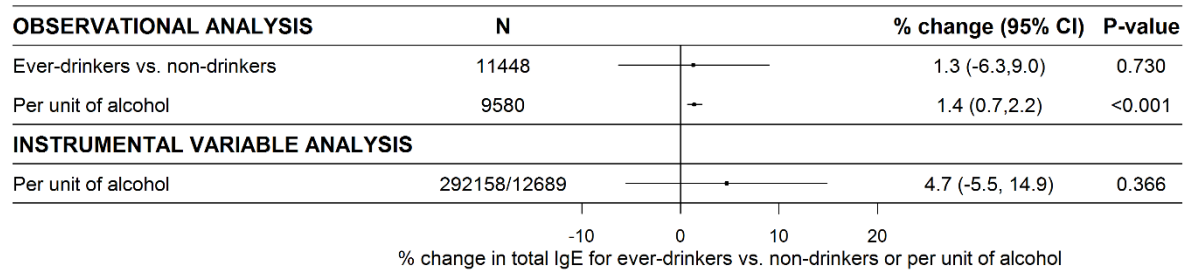 OBSERVATIONAL ANALYSIS N % change (95% CI) P-value
Ever-drinkers vs. non-drinkers 11448 1.3 (-6.3,9.0) 0.730
Per unit of alcohol 9580 1.4 (0.7,2.2) <0.001
INSTRUMENTAL VARIABLE ANALYSIS
Per unit of alcohol 292158/12689 4.7 (-5.5, 14.9) 0.366
-10 0 10 20
% change in total IgE for ever-drinkers vs. non-drinkers or per unit of alcohol